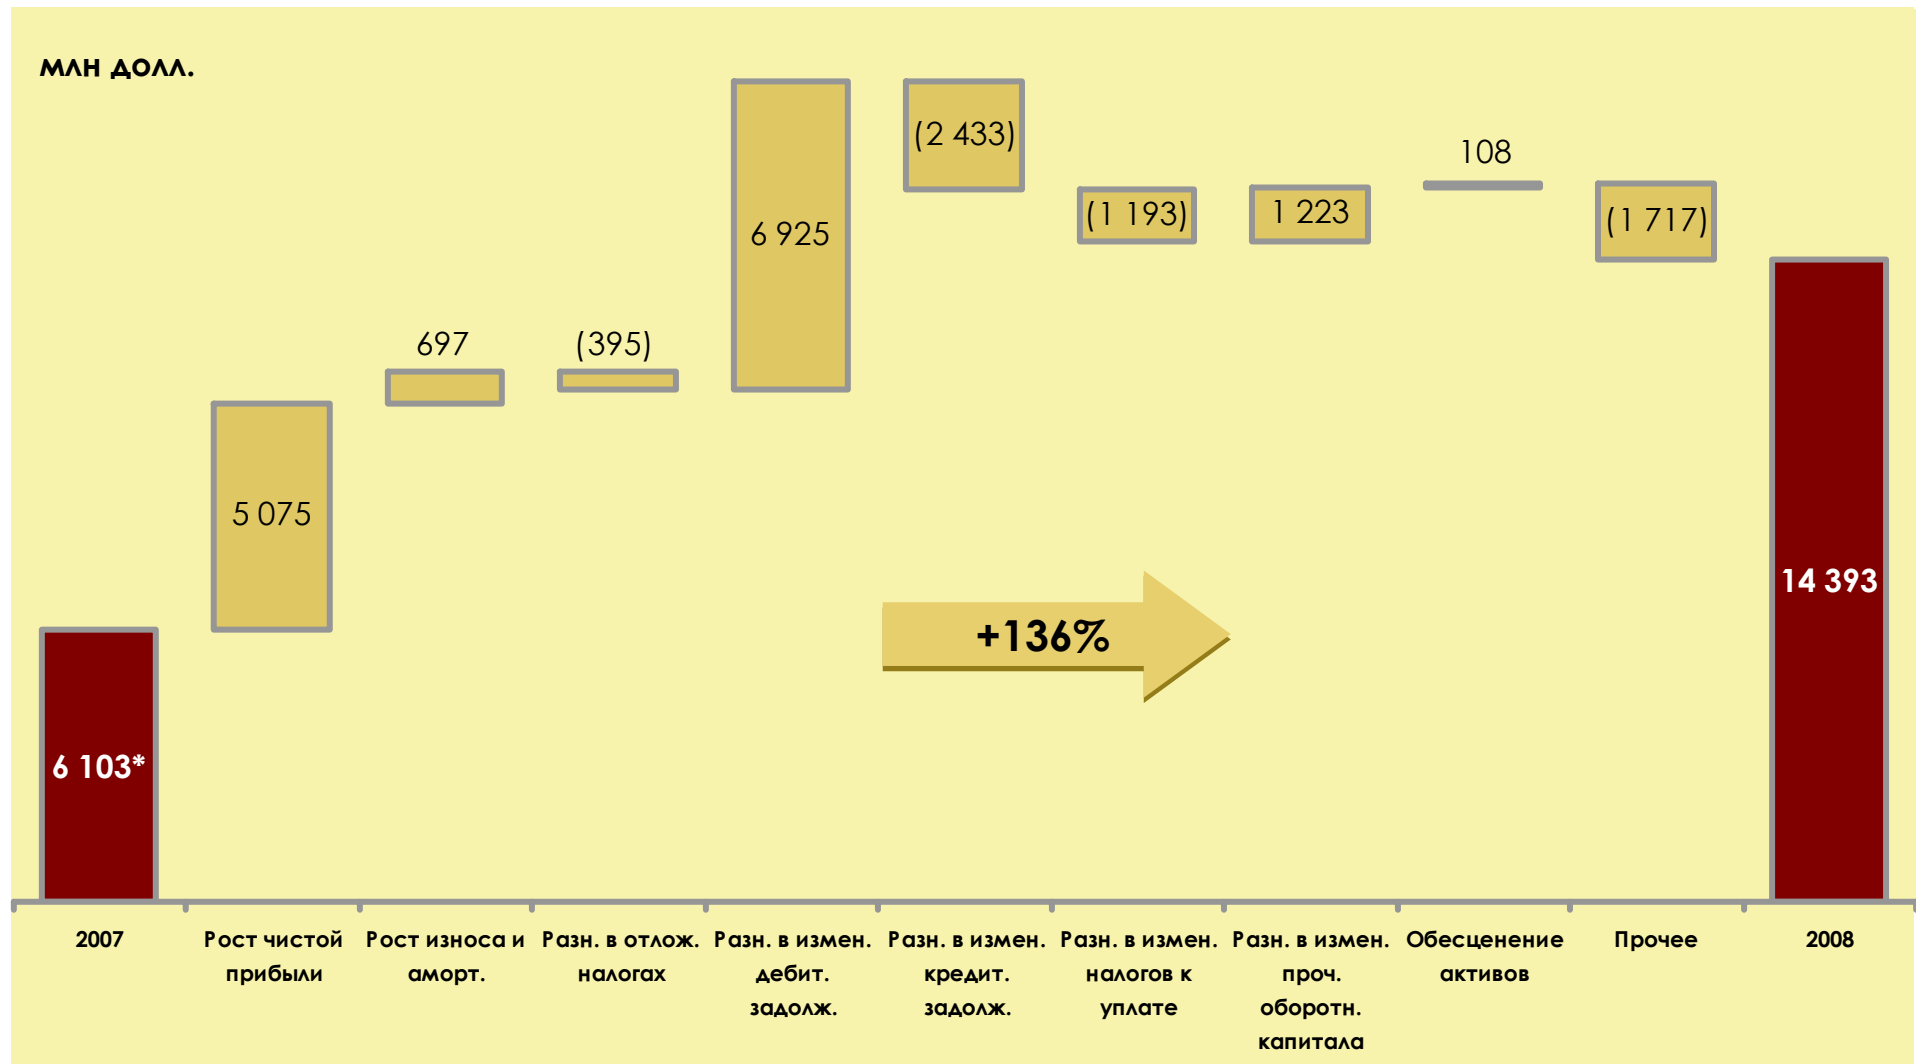 млн долл.
(2 433)
108
(1 193)
1 223
(1 717)
6 925
697
(395)
5 075
14 393
+136%
6 103*
2007
Рост чистой
прибыли
Рост износа и
аморт.
Разн. в отлож.
налогах
Разн. в измен.
дебит.
задолж.
Разн. в измен.
кредит.
задолж.
Разн. в измен.
налогов к
уплате
Разн. в измен.
проч.
оборотн.
капитала
Обесценение
активов
Прочее
2008